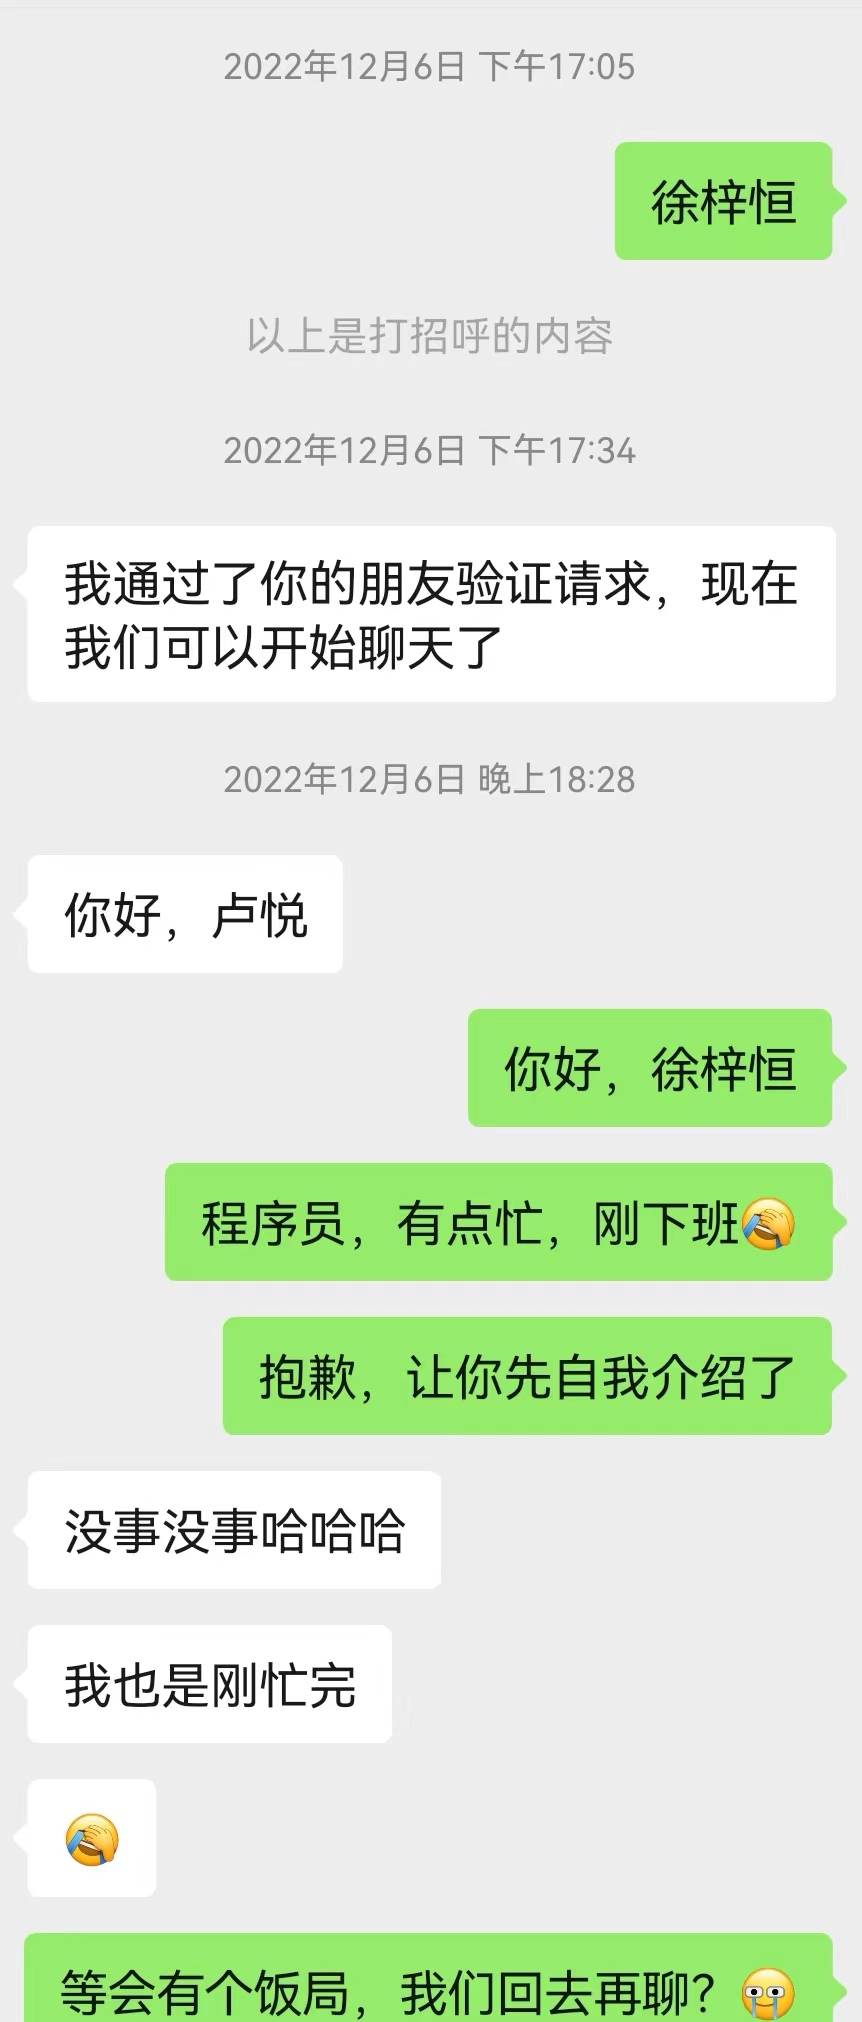 2022年12月6日 下午17:05
徐梓恒
以上是打招呼的内容
2022年12月6日 下午17:34
我通过了你的朋友验证请求，现在
我们可以开始聊天了
2022年12月6日 晚上18:28
你好，卢悦
你好，徐梓恒
程序员，有点忙，刚下班🤣
抱歉，让你先自我介绍了
没事没事哈哈哈
我也是刚忙完
等会有个饭局，我们回去再聊？😭